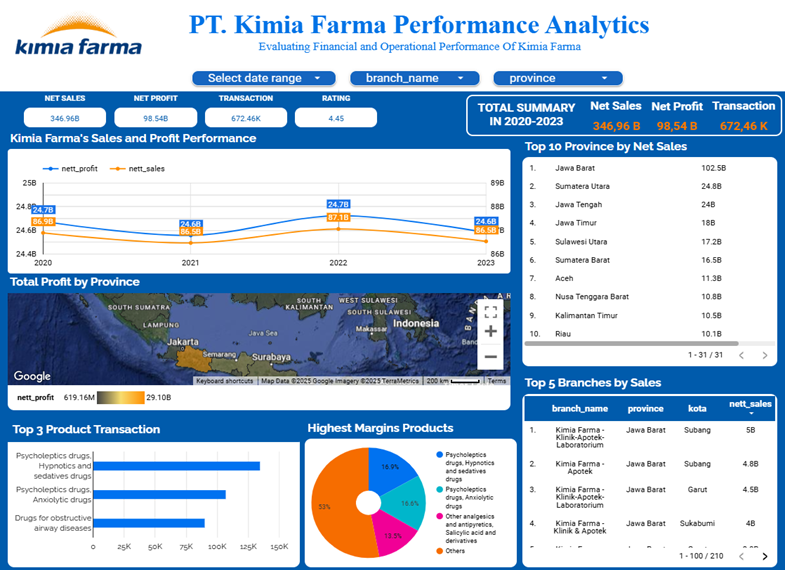 kimia farma
PT. Kimia Farma Performance Analytics
Evaluating Financial and Operational Performance Of Kimia Farma
Select date range
branch_name
province
NET SALES
NET PROFIT
TRANSACTION
RATING
346.96B
98.54B
672.46K
4.45
TOTAL SUMMARY
IN 2020-2023
Net Sales
Net Profit
Transaction
346,96 B
98,54 B
672,46 K
Kimia Farma's Sales and Profit Performance
nett_profit
nett_sales
25B
24.8B
24.6B
24.4B
89B
88B
86B
24.7B
86.9B
24.6B
86.5B
24.7B
87.1B
24.6B
86.5B
2020
2021
2022
2023
Top 10 Province by Net Sales
1. Jawa Barat 102.5B
2. Sumatera Utara 24.8B
3. Jawa Tengah 24B
4. Jawa Timur 18B
5. Sulawesi Utara 17.2B
6. Sumatera Barat 16.5B
7. Aceh 11.3B
8. Nusa Tenggara Barat 10.8B
9. Kalimantan Timur 10.5B
10. Riau 10.1B
1 - 31 / 31
Total Profit by Province
SOUTH SUMATRA
LAMPUNG
Jakarta
Semarang
Surabaya
Java Sea
SOUTH
KALIMANTAN
WEST SULAWESI
SOUTH SULAWESI
Makassar
Indonesia
Google
Keyboard shortcuts
Map Data ©2025 Google Imagery ©2025 TerraMetrics
200 km
Terms
nett_profit
619.16M
29.10B
Top 3 Product Transaction
Psycholeptics drugs,
Hypnotics and
sedatives drugs
Psycholeptics drugs,
Anxiolytic drugs
Drugs for obstructive
airway diseases
0
25K
50K
75K
100K
125K
150K
Highest Margins Products
16.9%
16.6%
13.5%
53%
Psycholeptics
drugs, Hypnotics
and sedatives
drugs
Psycholeptics
drugs, Anxiolytic
drugs
Other analgesics
and antipyretics,
Salicylic acid and
derivatives
Others
Top 5 Branches by Sales
branch_name province kota nett_sales
1. Kimia Farma - Jawa Barat Subang 5B
Klinik-Apotek-
Laboratorium
2. Kimia Farma - Jawa Barat Subang 4.8B
Apotek
3. Kimia Farma - Jawa Barat Garut 4.5B
Klinik-Apotek-
Laboratorium
4. Kimia Farma - Jawa Barat Sukabumi 4B
Klinik & Apotek
1 - 100 / 210